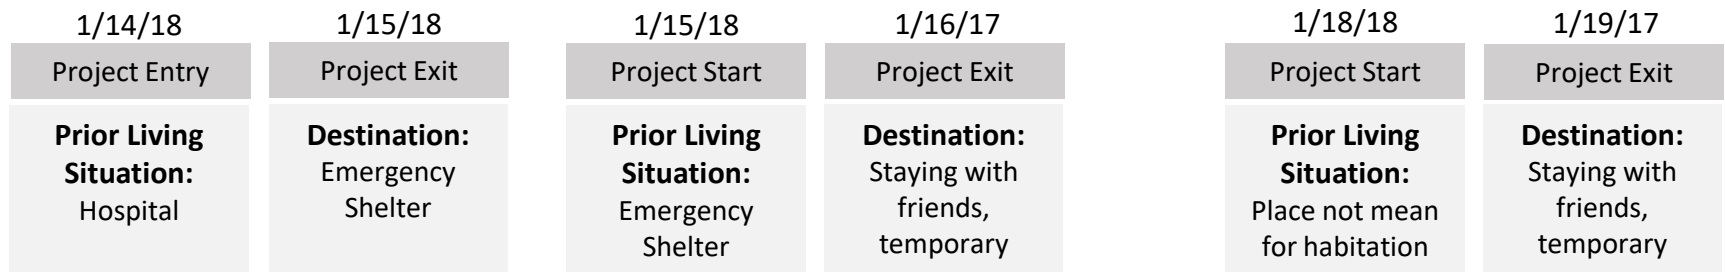 1/14/18
Project Entry
Prior Living
Situation:
Hospital
1/15/18
Project Exit
Destination:
Emergency
Shelter
1/15/18
Project Start
Prior Living
Situation:
Emergency
Shelter
1/16/17
Project Exit
Destination:
Staying with
friends,
temporary
1/18/18
Project Start
Prior Living
Situation:
Place not mean
for habitation
1/19/17
Project Exit
Destination:
Staying with
friends,
temporary